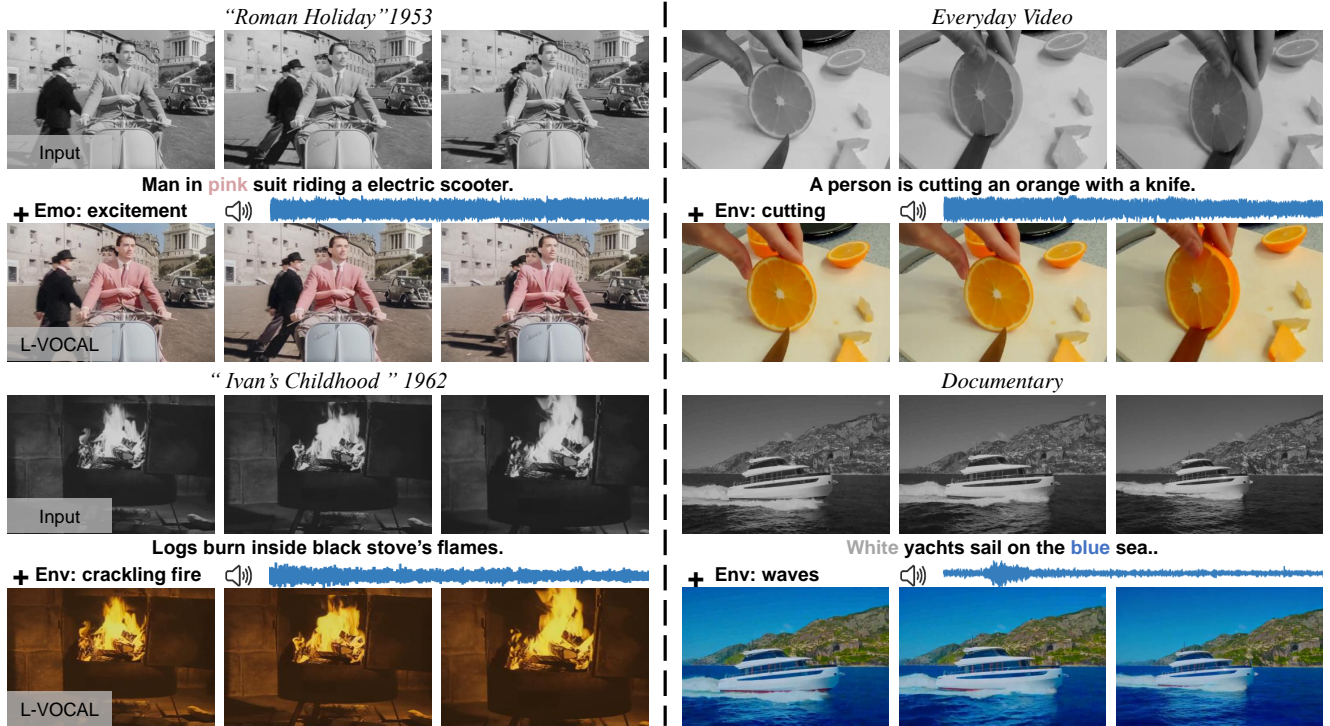 “Roman Holiday”1953
Input
Man in pink suit riding a electric scooter.
+ Emo: excitement
L-VOCAL
“ Ivan’s Childhood ” 1962
Input
Logs burn inside black stove’s flames.
+ Env: crackling fire
L-VOCAL
Everyday Video
A person is cutting an orange with a knife.
+ Env: cutting
Documentary
White yachts sail on the blue sea..
+ Env: waves